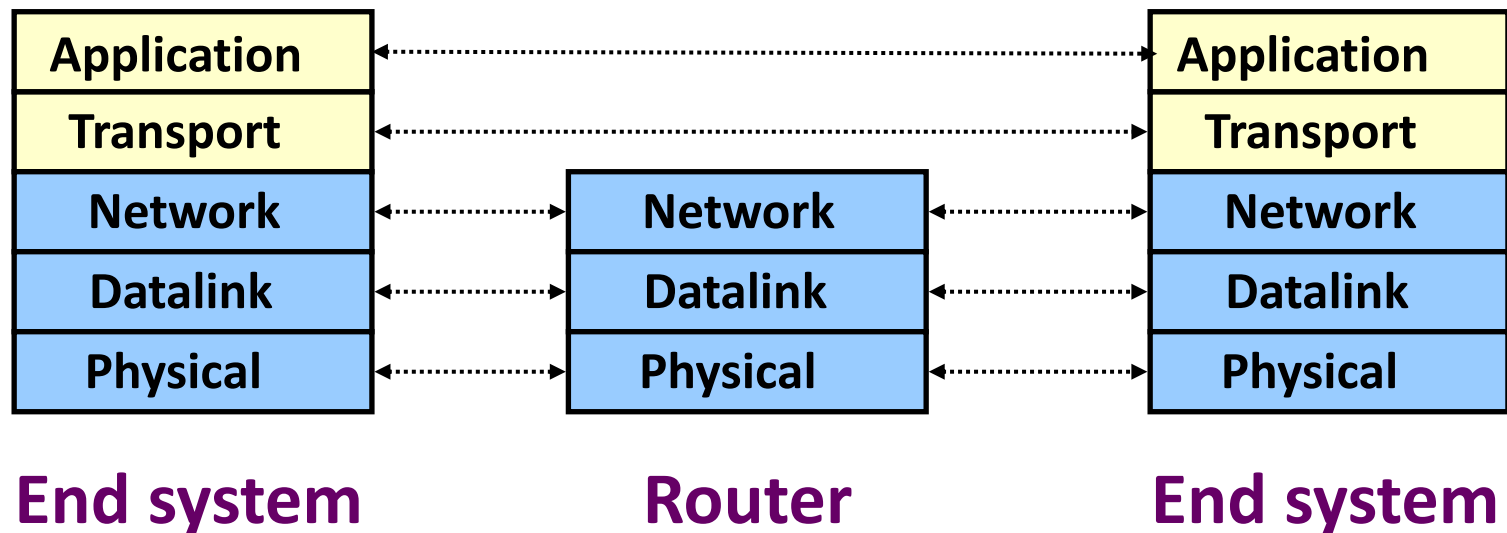 Application
Application
Transport
Transport
Network
Network
Network
Datalink
Datalink
Datalink
Physical
Physical
Physical
End system
Router
End system